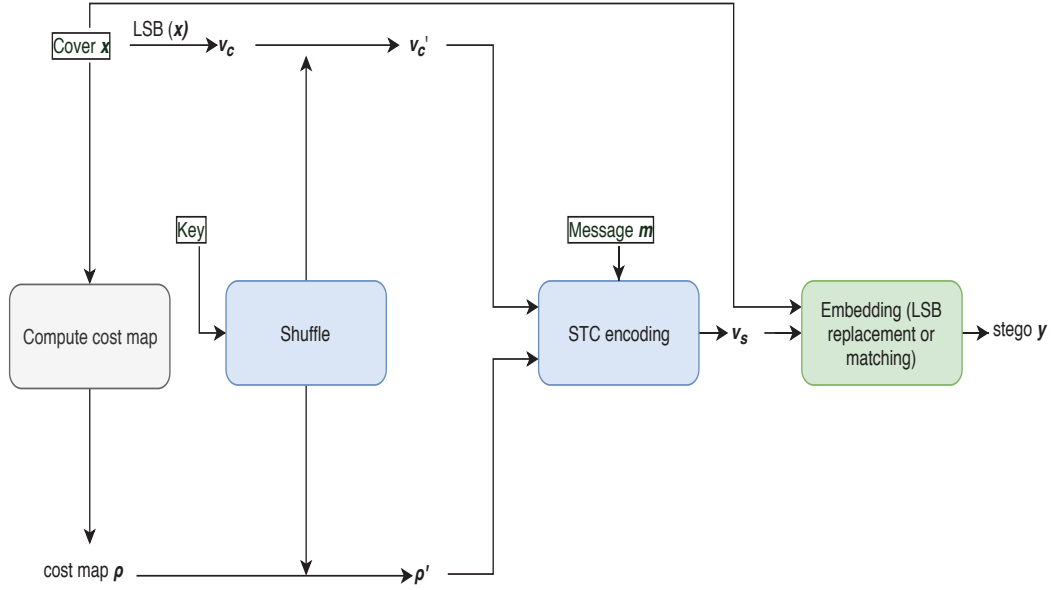 LSB (x)
Cover x
v_c
v_c'
Key
Message m
Compute cost map
Shuffle
STC encoding
v_s
Embedding (LSB
replacement or
matching)
stego y
cost map ρ
ρ'